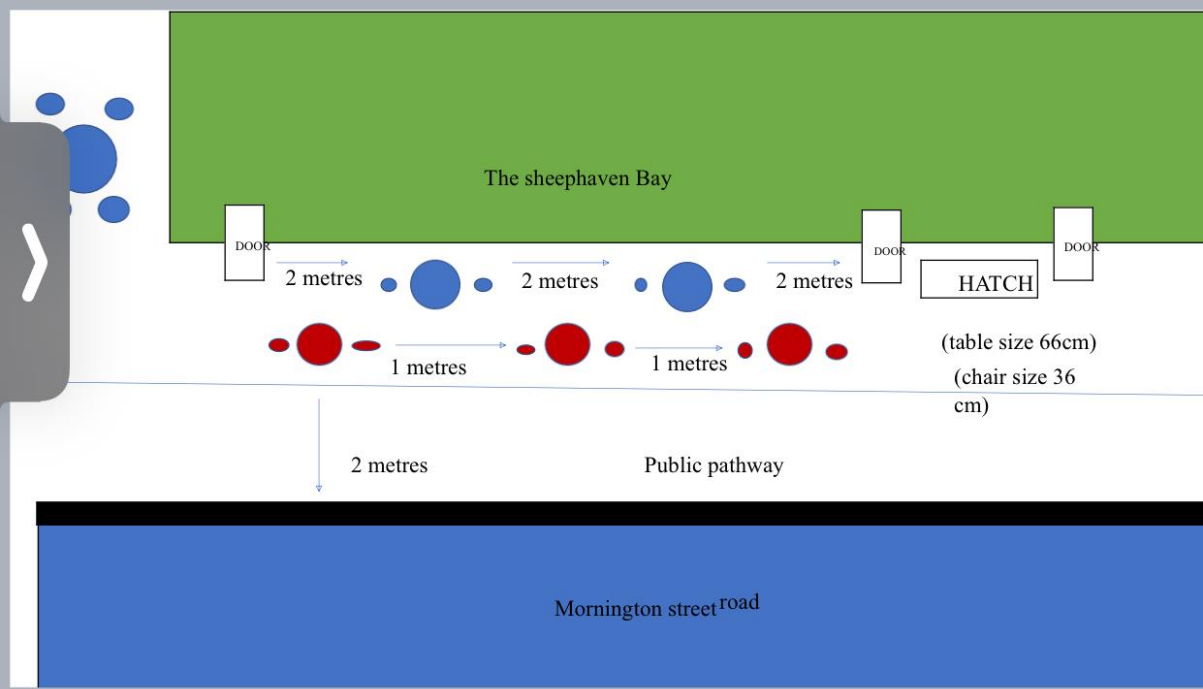 The sheephaven Bay
DOOR
DOOR
DOOR
2 metres
2 metres
2 metres
HATCH
(table size 66cm)
1 metres
1 metres
(chair size 36
cm)
2 metres
Public pathway
Mornington street road